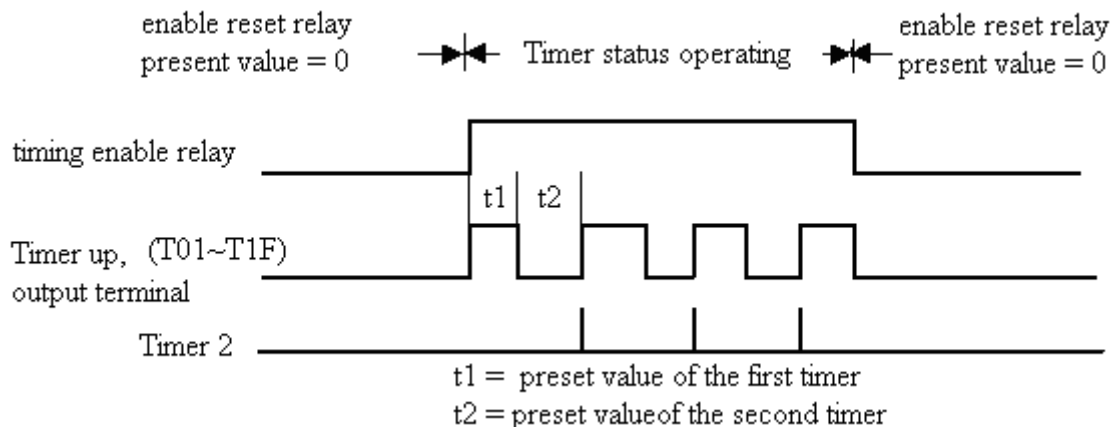 enable reset relay
present value = 0
Timer status operating
enable reset relay
present value = 0
timing enable relay
t1
t2
Timer up, (T01~T1F)
output terminal
Timer 2
t1 = preset value of the first timer
t2 = preset valueof the second timer